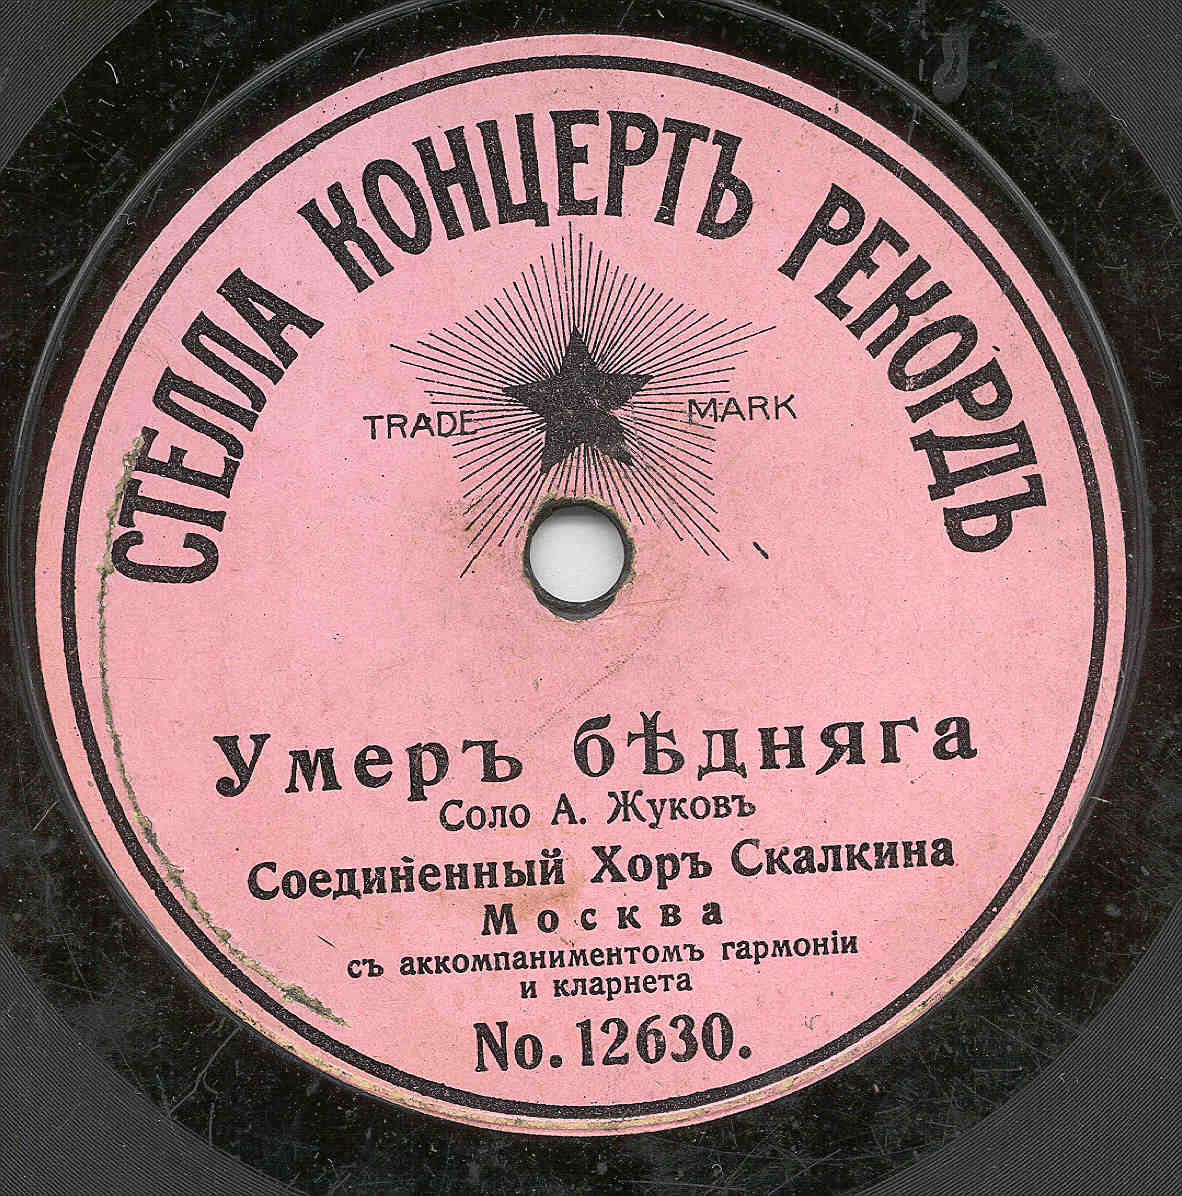 СТЕЛЛА КОНЦЕРТЪ РЕКОРДЪ
TRADE MARK
Умеръ бѣдняга
Соло А. Жуковъ
Соединенный Хоръ Скалкина
Москва
съ аккомпаниментомъ гармоніи
и кларнета
No. 12630.